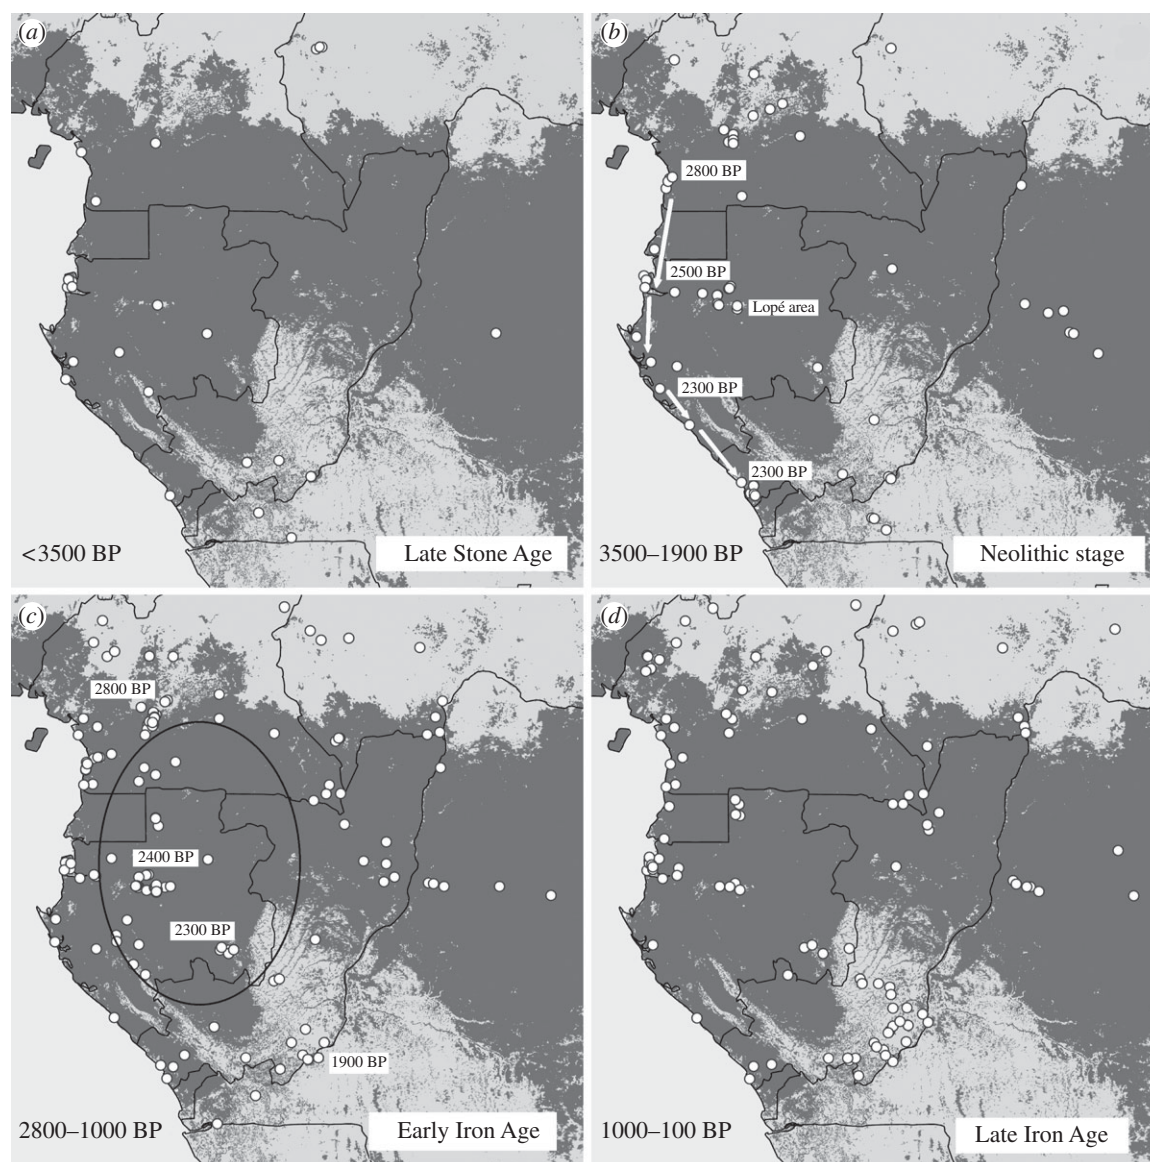 (a)
<3500 BP
Late Stone Age
(b)
2800 BP
2500 BP
Lopé area
2300 BP
2300 BP
3500–1900 BP
Neolithic stage
(c)
2800 BP
2400 BP
2300 BP
1900 BP
2800–1000 BP
Early Iron Age
(d)
1000–100 BP
Late Iron Age